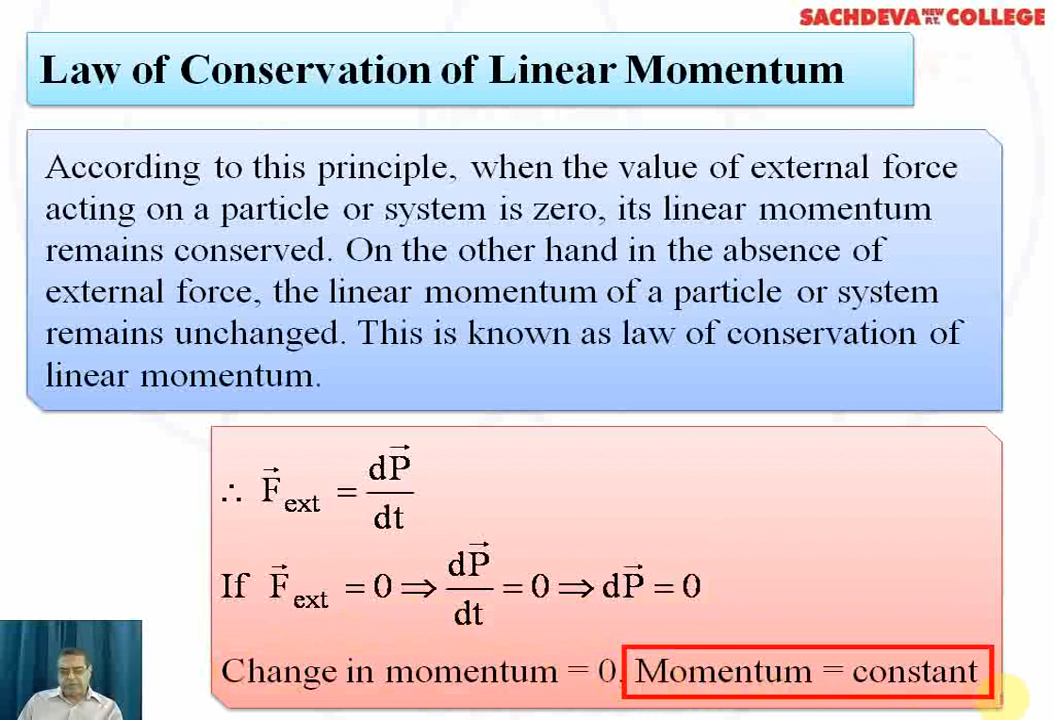 SACHDEVA NEW P.T. COLLEGE
Law of Conservation of Linear Momentum
According to this principle, when the value of external force
acting on a particle or system is zero, its linear momentum
remains conserved. On the other hand in the absence of
external force, the linear momentum of a particle or system
remains unchanged. This is known as law of conservation of
linear momentum.
∴ F⃗ext = dP⃗/dt
If F⃗ext = 0 ⇒ dP⃗/dt = 0 ⇒ dP⃗ = 0
Change in momentum = 0, Momentum = constant